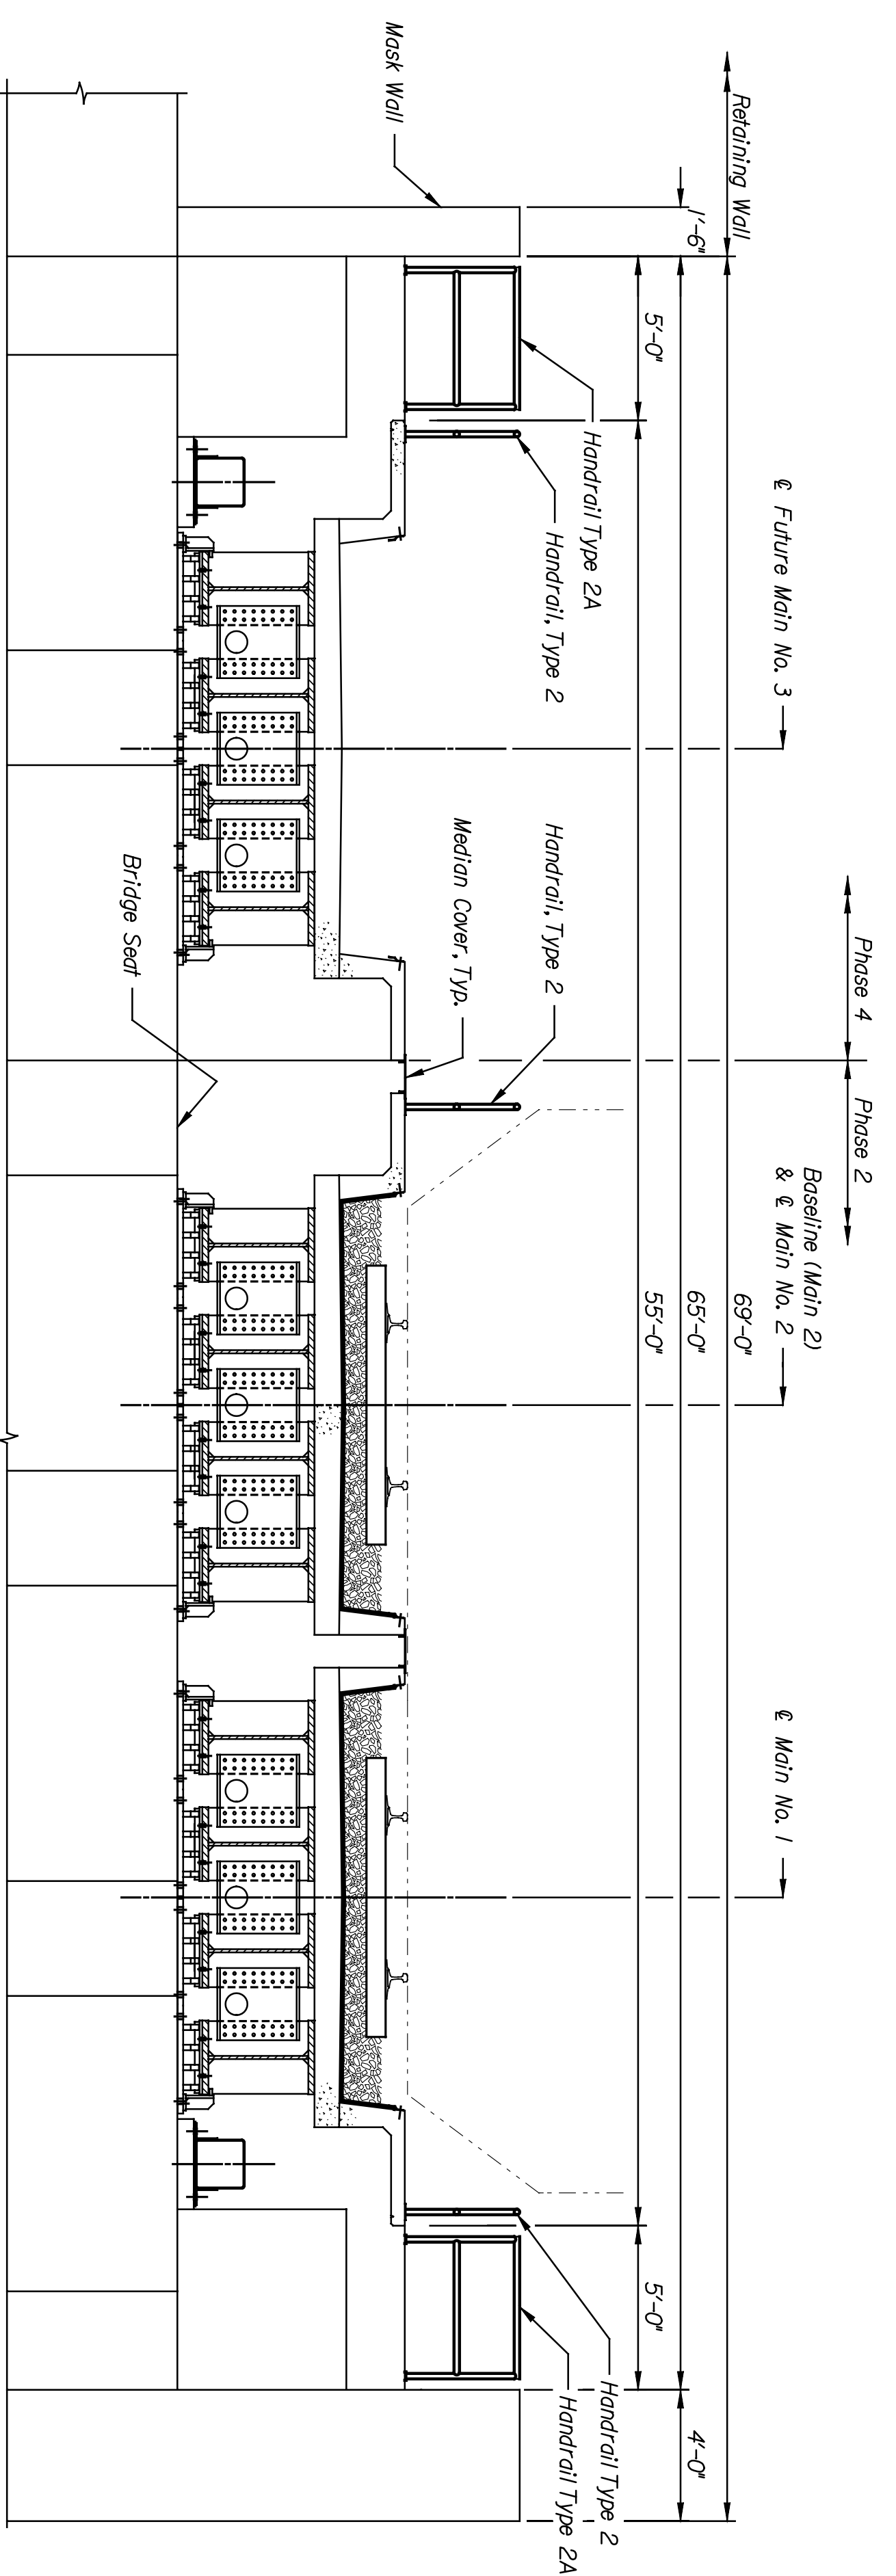 Phase 4
Phase 2
℄ Future Main No. 3
Baseline (Main 2)
& ℄ Main No. 2
℄ Main No. 1
Retaining Wall
69'-0"
1'-6"
65'-0"
4'-0"
5'-0"
55'-0"
5'-0"
Handrail Type 2A
Handrail, Type 2
Handrail, Type 2
Handrail Type 2
Handrail Type 2A
Median Cover, Typ.
Mask Wall
Bridge Seat